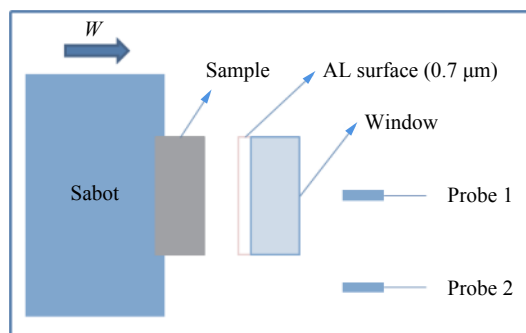 W
Sample
AL surface (0.7 μm)
Window
Sabot
Probe 1
Probe 2